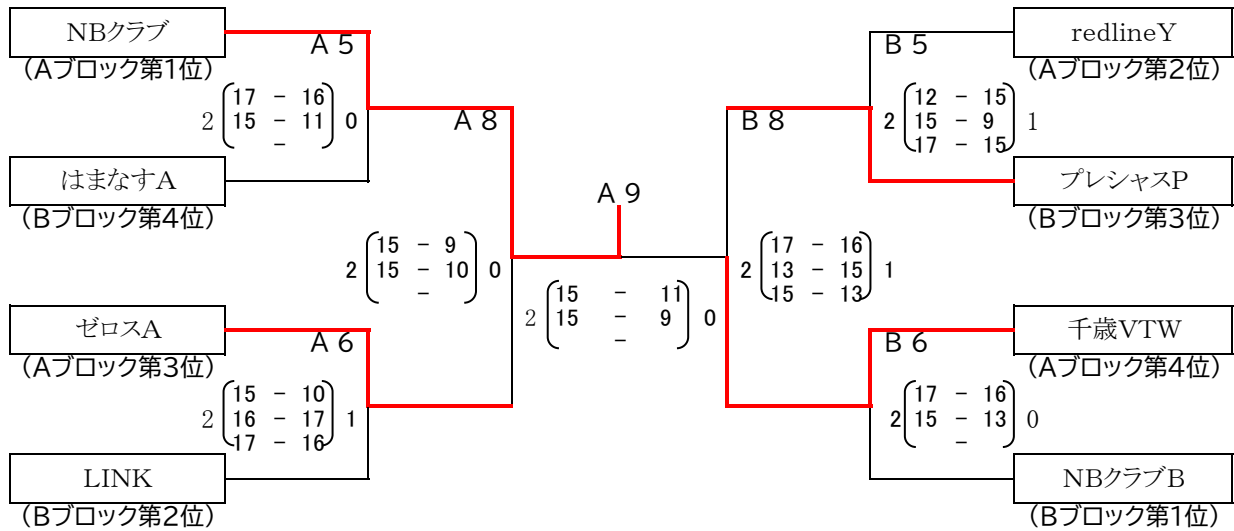 NBクラブ
(Aブロック第1位)
A 5
17 - 16
2 15 - 11 0
-
はまなすA
(Bブロック第4位)
A 8
15 - 9
2 15 - 10 0
-
ゼロスA
(Aブロック第3位)
A 6
15 - 10
2 16 - 17 1
17 - 16
LINK
(Bブロック第2位)
A 9
15 - 11
2 15 - 9 0
-
B 5
redlineY
(Aブロック第2位)
12 - 15
2 15 - 9 1
17 - 15
プレシャスP
(Bブロック第3位)
B 8
17 - 16
2 13 - 15 1
15 - 13
B 6
千歳VTW
(Aブロック第4位)
17 - 16
2 15 - 13 0
-
NBクラブB
(Bブロック第1位)